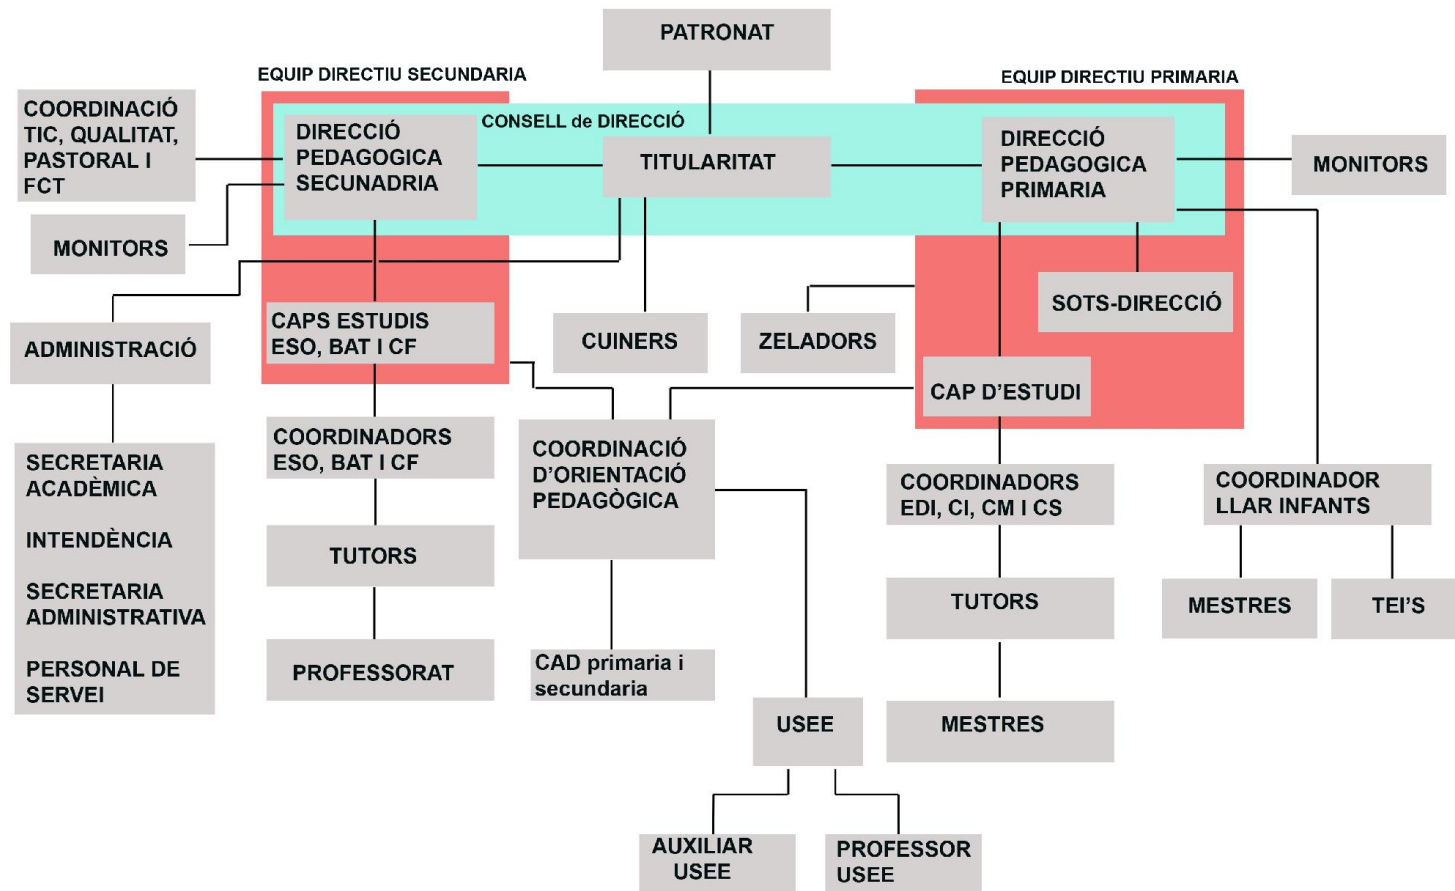 PATRONAT
EQUIP DIRECTIU SECUNDARIA
EQUIP DIRECTIU PRIMARIA
COORDINACIÓ
TIC, QUALITAT,
PASTORAL I
FCT
CONSELL de DIRECCIÓ
DIRECCIÓ
PEDAGOGICA
SECUNADRIA
TITULARITAT
DIRECCIÓ
PEDAGOGICA
PRIMARIA
MONITORS
MONITORS
SOTS-DIRECCIÓ
ADMINISTRACIÓ
CAPS ESTUDIS
ESO, BAT I CF
CUINERS
ZELADORS
CAP D’ESTUDI
SECRETARIA
ACADÈMICA
INTENDÈNCIA
SECRETARIA
ADMINISTRATIVA
PERSONAL DE
SERVEI
COORDINADORS
ESO, BAT I CF
COORDINACIÓ
D’ORIENTACIÓ
PEDAGÒGICA
COORDINADORS
EDI, CI, CM I CS
COORDINADOR
LLAR INFANTS
TUTORS
TUTORS
MESTRES
TEI’S
PROFESSORAT
CAD primaria i
secundaria
USEE
MESTRES
AUXILIAR
USEE
PROFESSOR
USEE